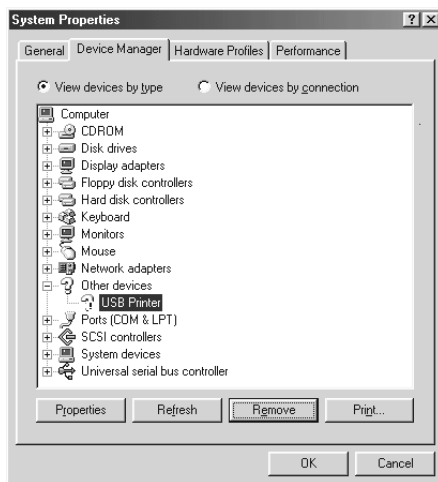 System Properties
General Device Manager Hardware Profiles Performance
View devices by type View devices by connection
Computer
CDROM
Disk drives
Display adapters
Floppy disk controllers
Hard disk controllers
Keyboard
Monitors
Mouse
Network adapters
Other devices
USB Printer
Ports (COM & LPT)
SCSI controllers
System devices
Universal serial bus controller
Properties Refresh Remove Print...
OK Cancel